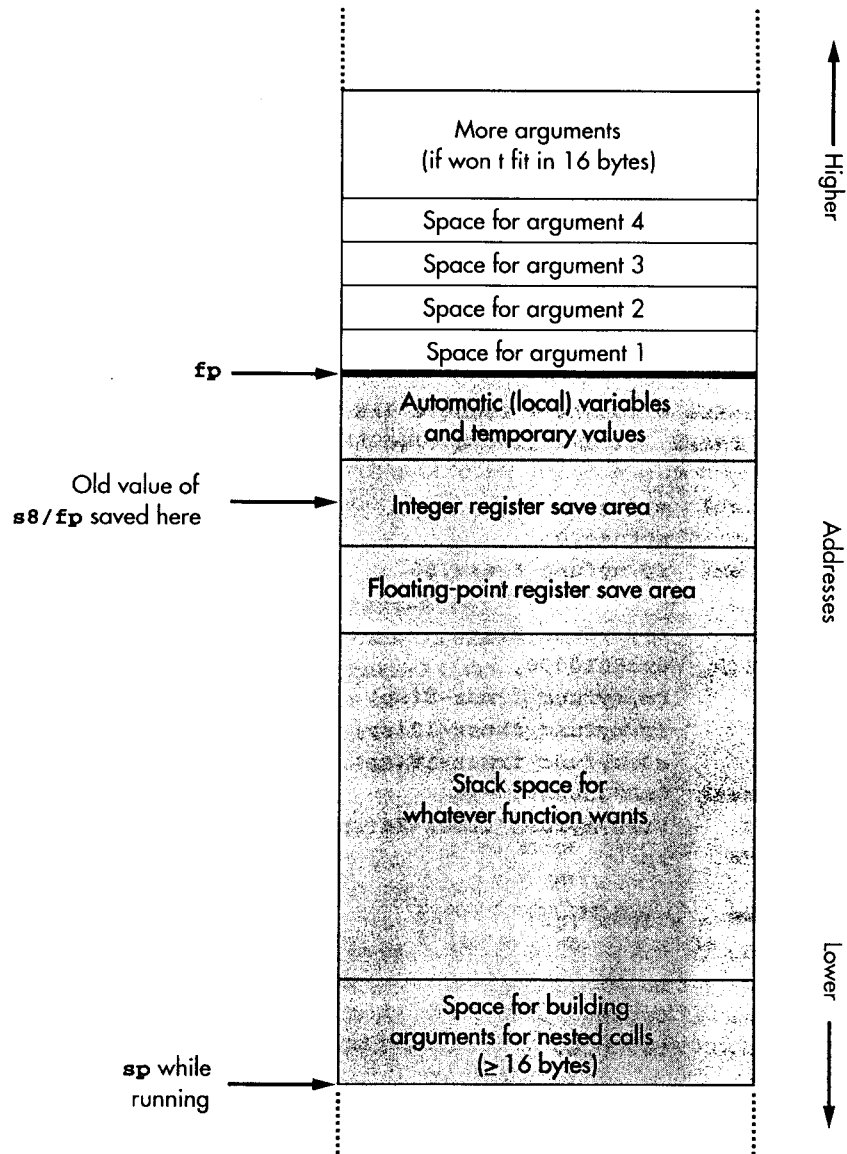 More arguments
(if won t fit in 16 bytes)
Space for argument 4
Space for argument 3
Space for argument 2
Space for argument 1
fp
Automatic (local) variables
and temporary values
Old value of
s8/fp saved here
Integer register save area
Floating-point register save area
Stack space for
whatever function wants
Space for building
arguments for nested calls
(≥ 16 bytes)
sp while
running
Higher
Addresses
Lower